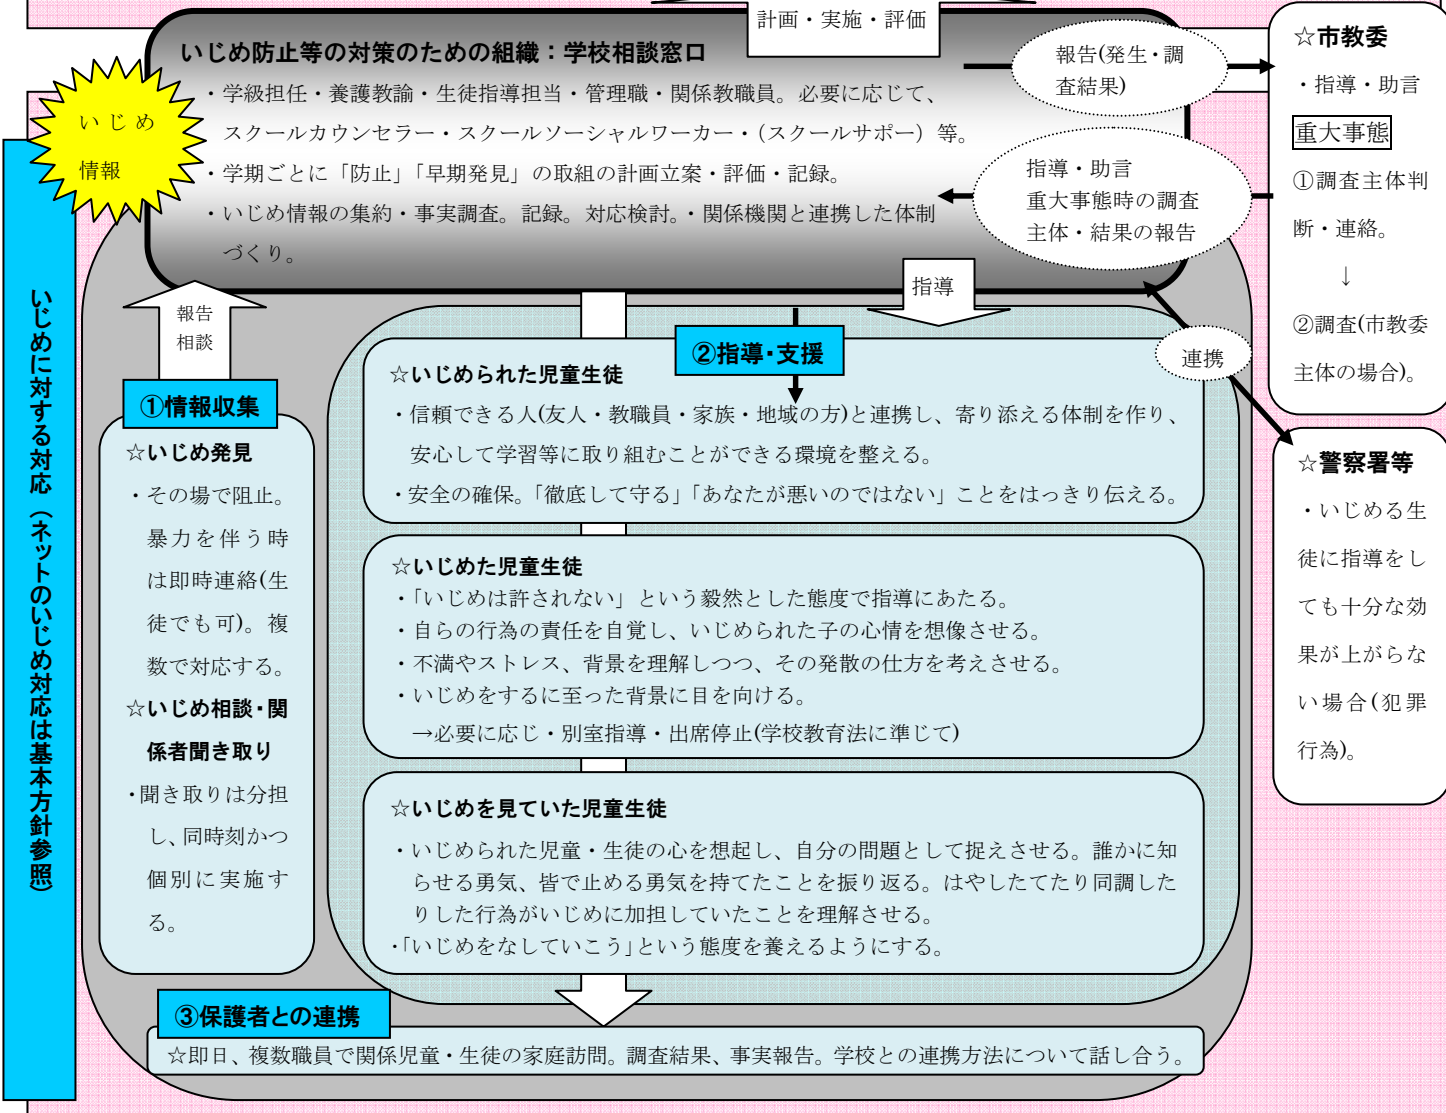 計画・実施・評価
いじめ防止等の対策のための組織：学校相談窓口
・学級担任・養護教諭・生徒指導担当・管理職・関係教職員。必要に応じて、
スクールカウンセラー・スクールソーシャルワーカー・（スクールサポー）等。
・学期ごとに「防止」「早期発見」の取組の計画立案・評価・記録。
・いじめ情報の集約・事実調査。記録。対応検討。・関係機関と連携した体制
づくり。
いじめ
情報
報告(発生・調
査結果)
指導・助言
重大事態時の調査
主体・結果の報告
☆市教委
・指導・助言
重大事態
①調査主体判
断・連絡。
↓
②調査(市教委
主体の場合)。
連携
☆警察署等
・いじめる生
徒に指導をし
ても十分な効
果が上がらな
い場合(犯罪
行為)。
いじめに対する対応（ネットのいじめ対応は基本方針参照）
報告
相談
①情報収集
☆いじめ発見
・その場で阻止。
暴力を伴う時
は即時連絡(生
徒でも可)。複
数で対応する。
☆いじめ相談・関
係者聞き取り
・聞き取りは分担
し、同時刻かつ
個別に実施す
る。
指導
②指導・支援
☆いじめられた児童生徒
・信頼できる人(友人・教職員・家族・地域の方)と連携し、寄り添える体制を作り、
安心して学習等に取り組むことができる環境を整える。
・安全の確保。「徹底して守る」「あなたが悪いのではない」ことをはっきり伝える。
☆いじめた児童生徒
・「いじめは許されない」という毅然とした態度で指導にあたる。
・自らの行為の責任を自覚し、いじめられた子の心情を想像させる。
・不満やストレス、背景を理解しつつ、その発散の仕方を考えさせる。
・いじめをするに至った背景に目を向ける。
→必要に応じ・別室指導・出席停止(学校教育法に準じて)
☆いじめを見ていた児童生徒
・いじめられた児童・生徒の心を想起し、自分の問題として捉えさせる。誰かに知
らせる勇気、皆で止める勇気を持てたことを振り返る。はやしたてたり同調した
りした行為がいじめに加担していたことを理解させる。
・「いじめをなしていこう」という態度を養えるようにする。
③保護者との連携
☆即日、複数職員で関係児童・生徒の家庭訪問。調査結果、事実報告。学校との連携方法について話し合う。